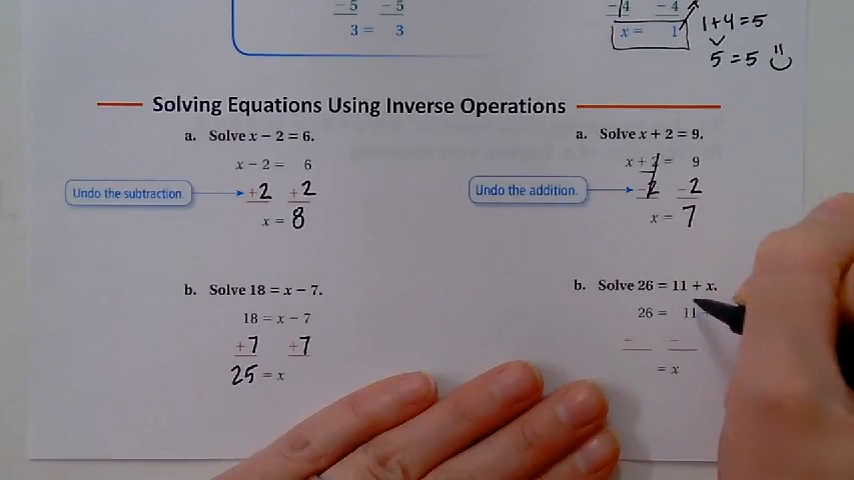 - 5 - 5
3 = 3
-4 - 4
x = 1
1+4=5
5=5
Solving Equations Using Inverse Operations
a. Solve x − 2 = 6.
x − 2 = 6
Undo the subtraction.
+2 +2
x = 8
b. Solve 18 = x − 7.
18 = x − 7
+7 +7
25 = x
a. Solve x + 2 = 9.
x + 2 = 9
Undo the addition.
-2 -2
x = 7
b. Solve 26 = 11 + x.
26 = 11
− −
= x